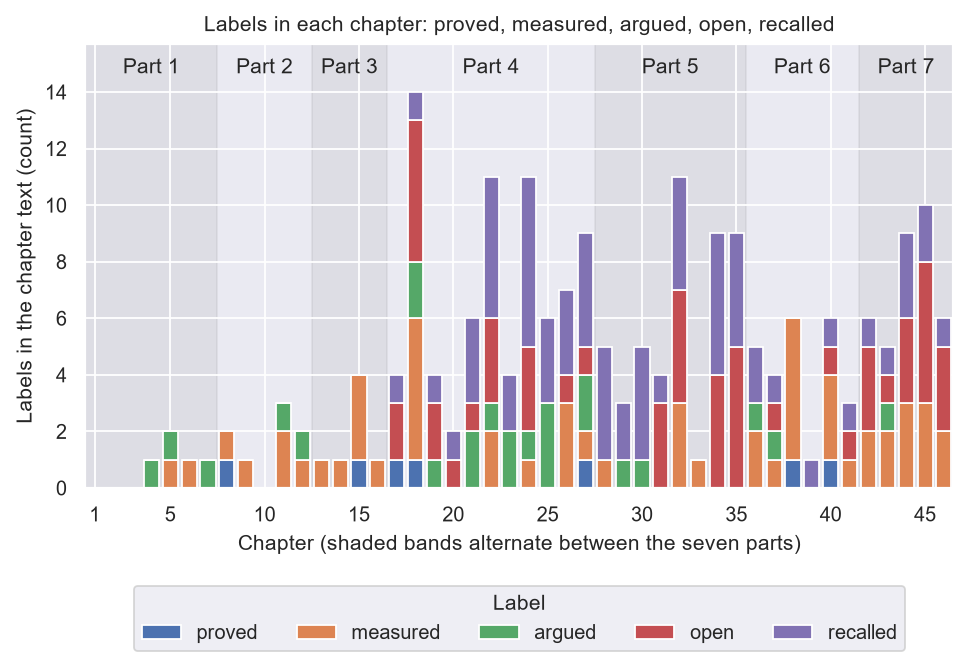 Labels in each chapter: proved, measured, argued, open, recalled
Part 1 Part 2 Part 3 Part 4 Part 5 Part 6 Part 7
14
12
10
8
6
4
2
0
Labels in the chapter text (count)
1 5 10 15 20 25 30 35 40 45
Chapter (shaded bands alternate between the seven parts)
Label
proved measured argued open recalled